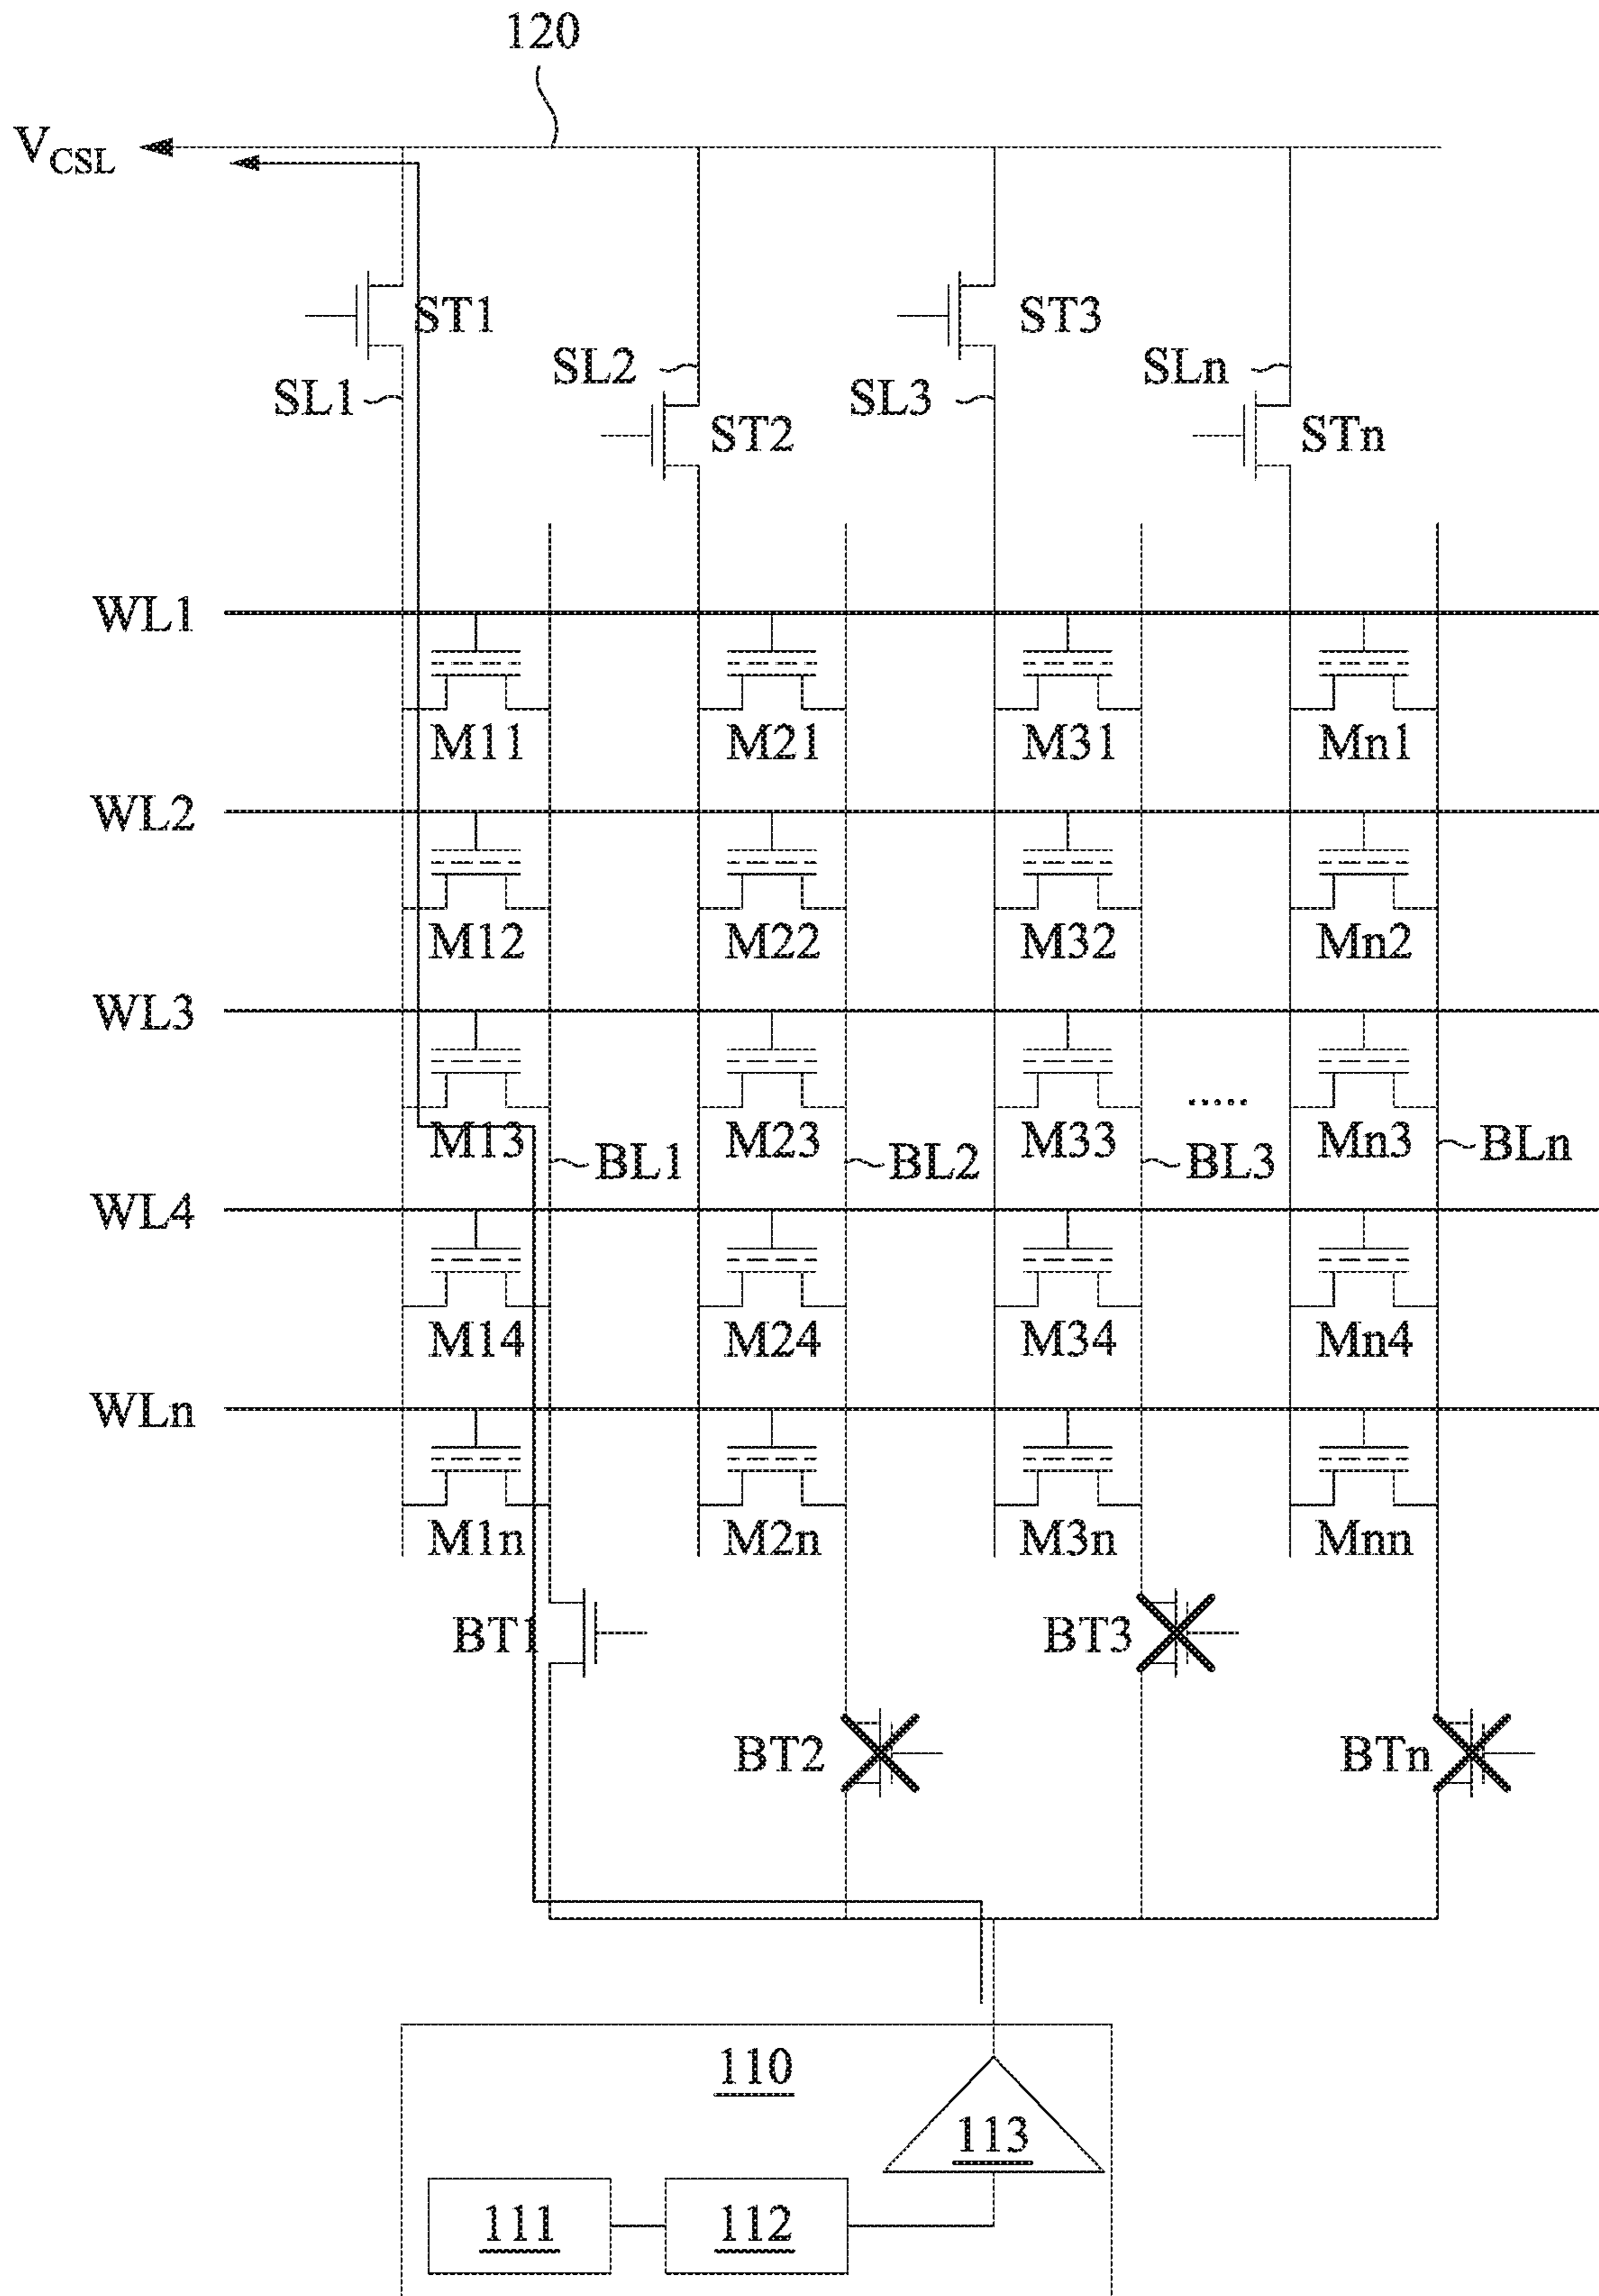 120
VCSL
ST1
ST3
SL2
SLn
SL1
SL3
ST2
STn
WL1
M11 M21 M31 Mn1
WL2
M12 M22 M32 Mn2
WL3
.....
M13 M23 M33 Mn3
BL1 BL2 BL3 BLn
WL4
M14 M24 M34 Mn4
WLn
M1n M2n M3n Mnn
BT1 BT3
BT2 BTn
110
113
111 112